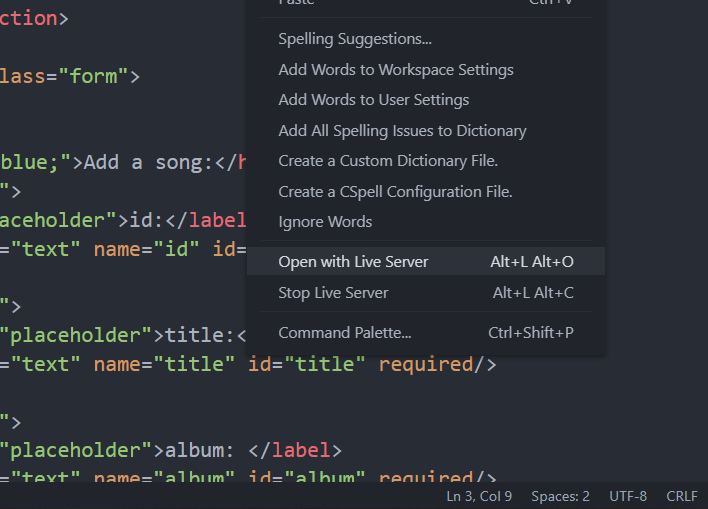 Paste Ctrl+V
ction>
Spelling Suggestions...
class="form">
Add Words to Workspace Settings
Add Words to User Settings
Add All Spelling Issues to Dictionary
blue;">Add a song:</h
Create a Custom Dictionary File.
">
Create a CSpell Configuration File.
aceholder">id:</label
Ignore Words
="text" name="id" id=
Open with Live Server Alt+L Alt+O
Stop Live Server Alt+L Alt+C
">
"placeholder">title:<
Command Palette... Ctrl+Shift+P
="text" name="title" id="title" required/>
">
"placeholder">album: </label>
="text" name="album" id="album" required/>
Ln 3, Col 9 Spaces: 2 UTF-8 CRLF